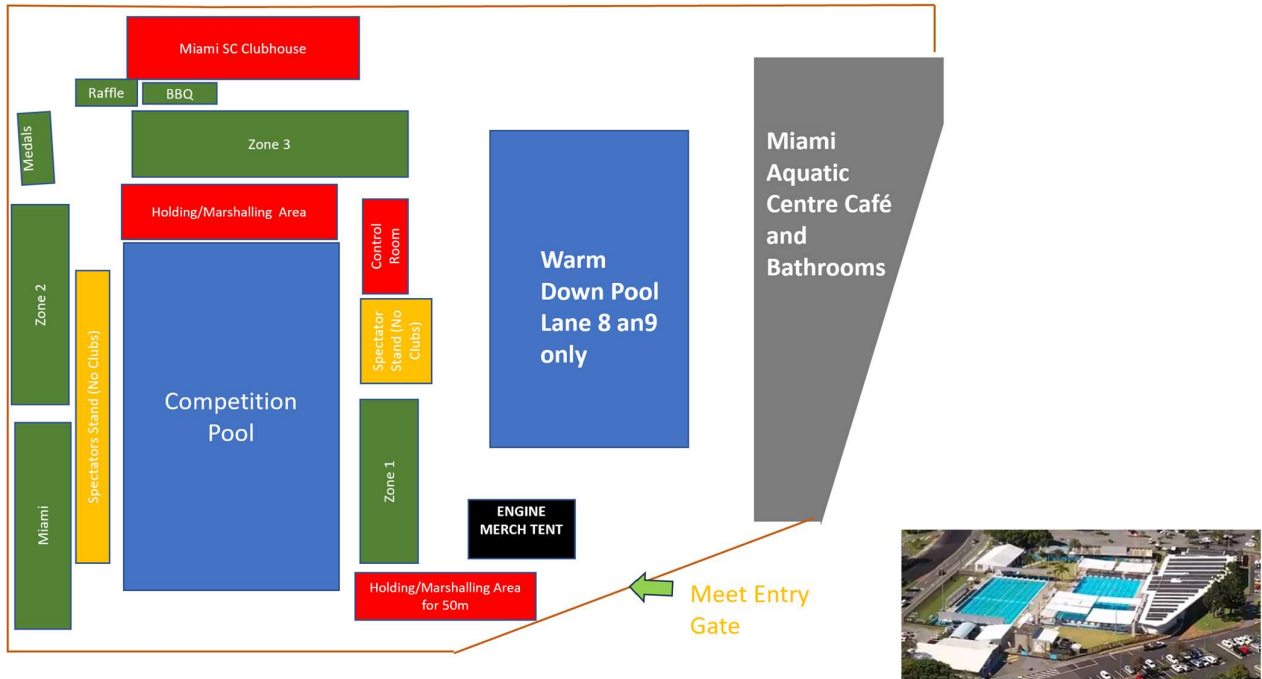 Miami SC Clubhouse
Raffle
BBQ
Medals
Zone 3
Holding/Marshalling Area
Control
Room
Zone 2
Spectators Stand (No Clubs)
Spectator
Stand (No
Clubs)
Competition
Pool
Warm
Down Pool
Lane 8 an9
only
Miami
Aquatic
Centre Café
and
Bathrooms
Miami
Zone 1
ENGINE
MERCH TENT
Holding/Marshalling Area
for 50m
Meet Entry
Gate